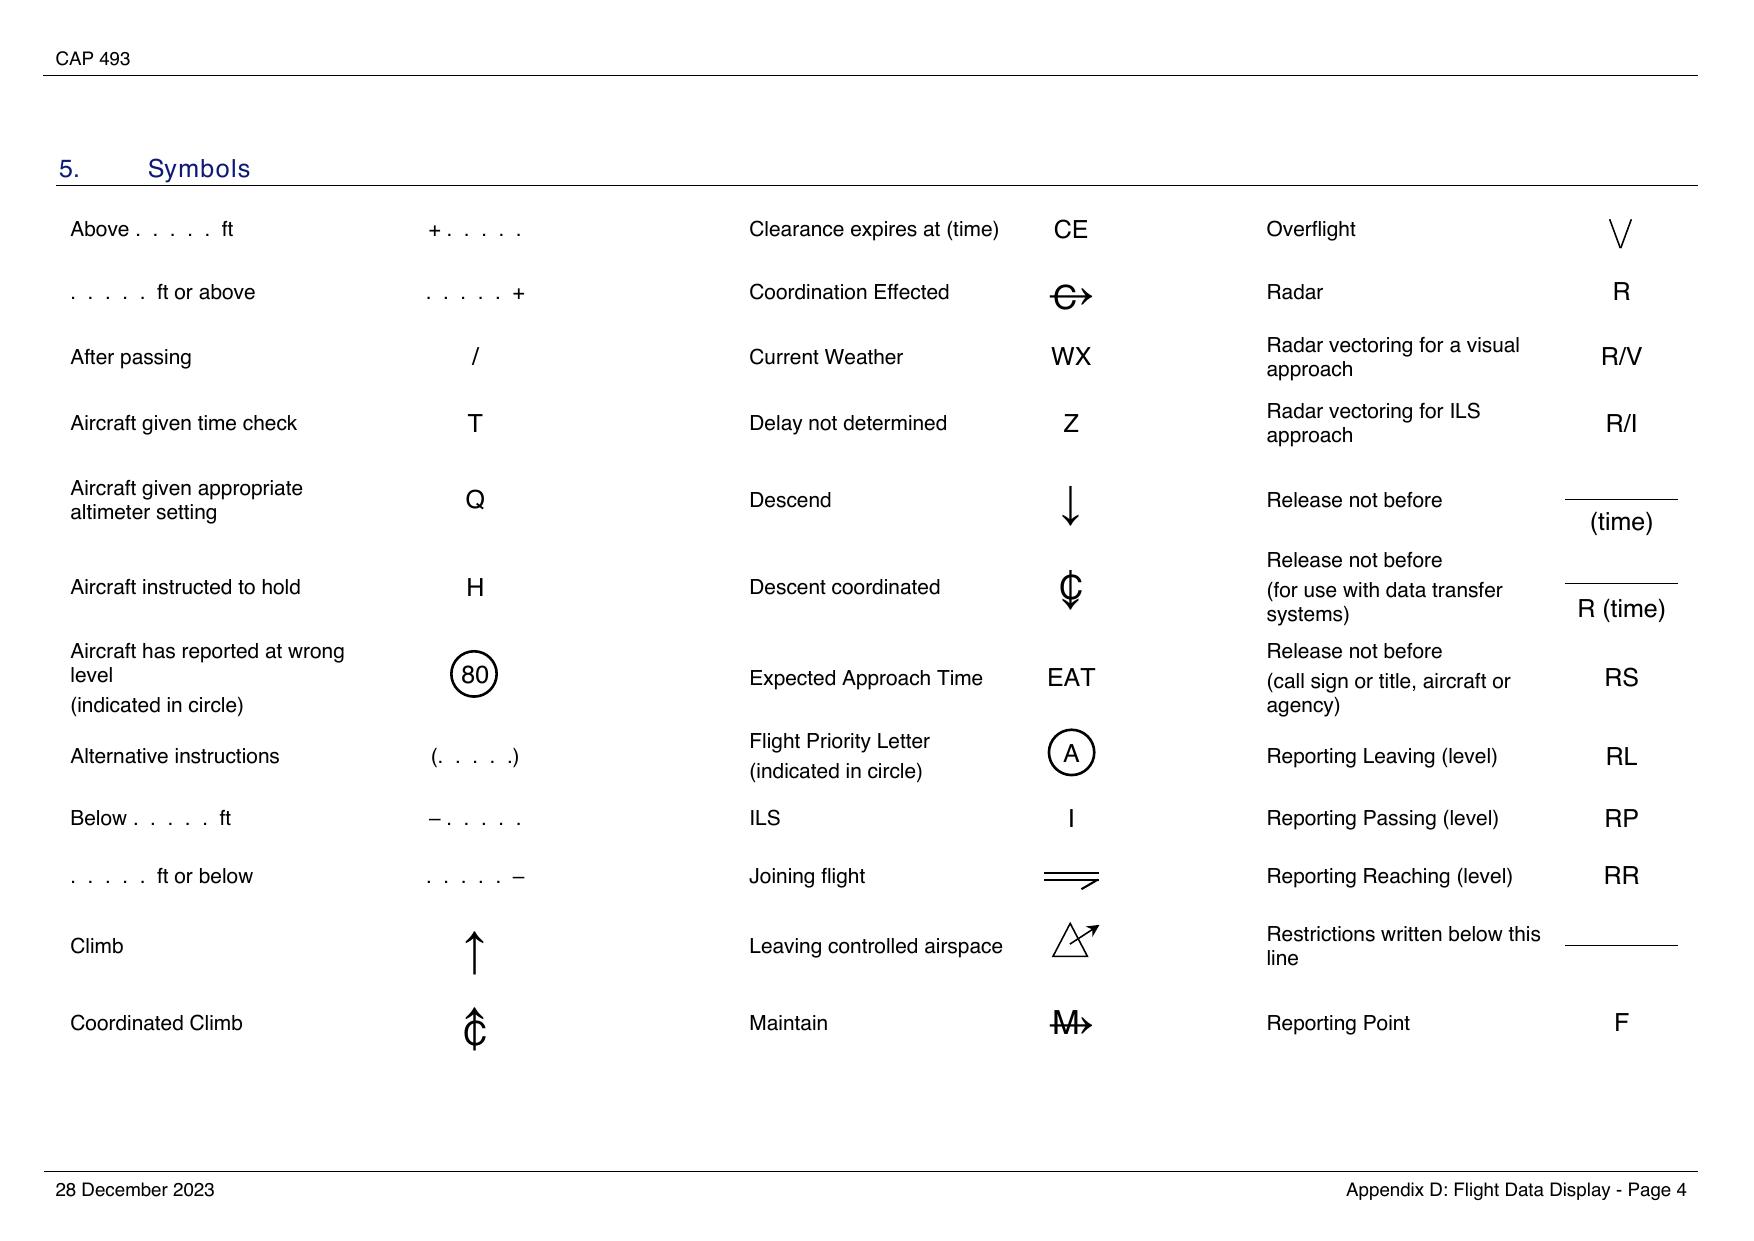 CAP 493
5. Symbols
Above . . . . . ft + . . . . .
. . . . . ft or above . . . . . +
After passing /
Aircraft given time check T
Aircraft given appropriate
altimeter setting Q
Aircraft instructed to hold H
Aircraft has reported at wrong
level
(indicated in circle) 80
Alternative instructions (. . . . .)
Below . . . . . ft – . . . . .
. . . . . ft or below . . . . . –
Climb ↑
Coordinated Climb C
Clearance expires at (time) CE
Coordination Effected C
Current Weather WX
Delay not determined Z
Descend ↓
Descent coordinated C
Expected Approach Time EAT
Flight Priority Letter
(indicated in circle) A
ILS I
Joining flight
Leaving controlled airspace
Maintain M
Overflight \/
Radar R
Radar vectoring for a visual
approach R/V
Radar vectoring for ILS
approach R/I
Release not before (time)
Release not before
(for use with data transfer
systems) R (time)
Release not before
(call sign or title, aircraft or
agency) RS
Reporting Leaving (level) RL
Reporting Passing (level) RP
Reporting Reaching (level) RR
Restrictions written below this
line
Reporting Point F
28 December 2023
Appendix D: Flight Data Display - Page 4